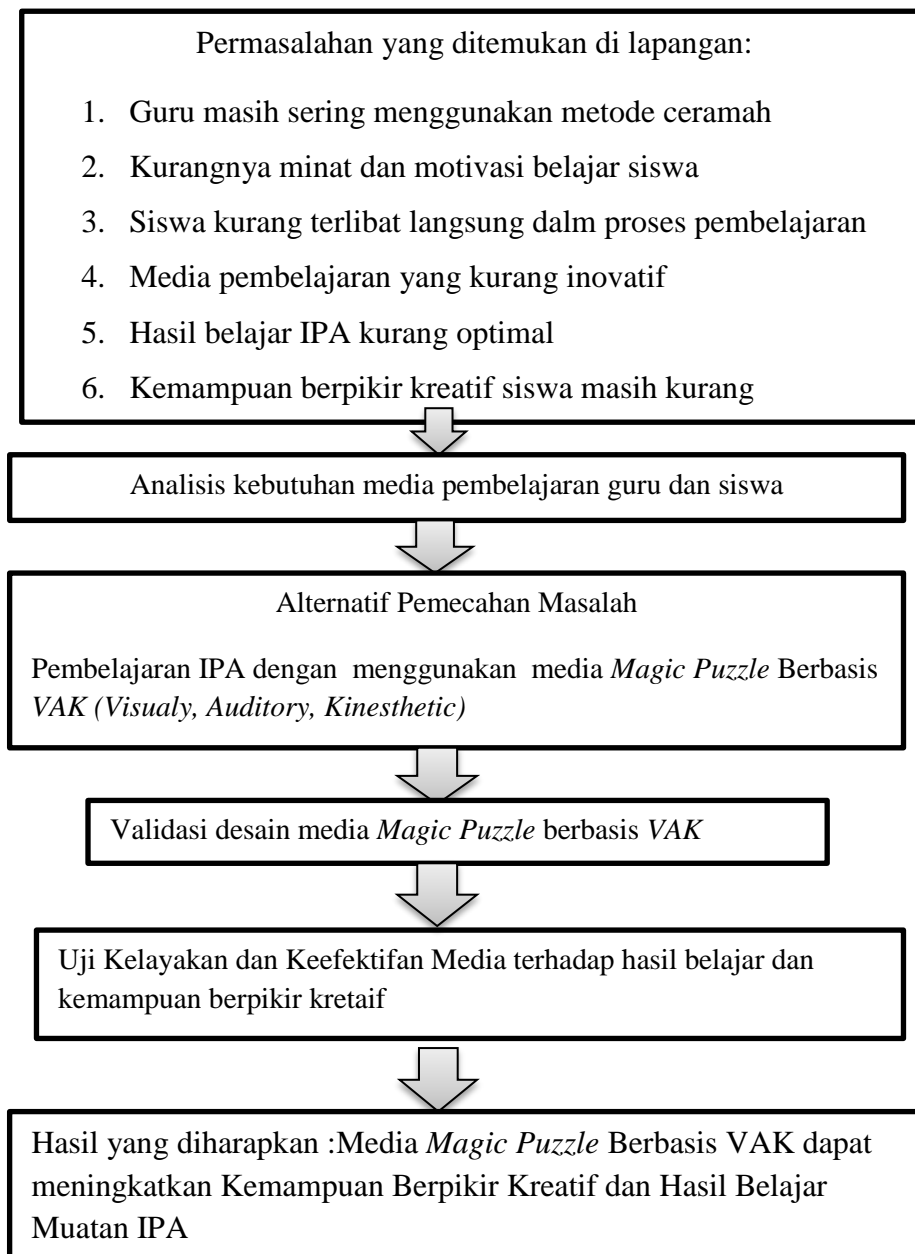 Permasalahan yang ditemukan di lapangan:
1. Guru masih sering menggunakan metode ceramah
2. Kurangnya minat dan motivasi belajar siswa
3. Siswa kurang terlibat langsung dalm proses pembelajaran
4. Media pembelajaran yang kurang inovatif
5. Hasil belajar IPA kurang optimal
6. Kemampuan berpikir kreatif siswa masih kurang
Analisis kebutuhan media pembelajaran guru dan siswa
Alternatif Pemecahan Masalah
Pembelajaran IPA dengan menggunakan media Magic Puzzle Berbasis
VAK (Visualy, Auditory, Kinesthetic)
Validasi desain media Magic Puzzle berbasis VAK
Uji Kelayakan dan Keefektifan Media terhadap hasil belajar dan
kemampuan berpikir kretaif
Hasil yang diharapkan :Media Magic Puzzle Berbasis VAK dapat
meningkatkan Kemampuan Berpikir Kreatif dan Hasil Belajar
Muatan IPA